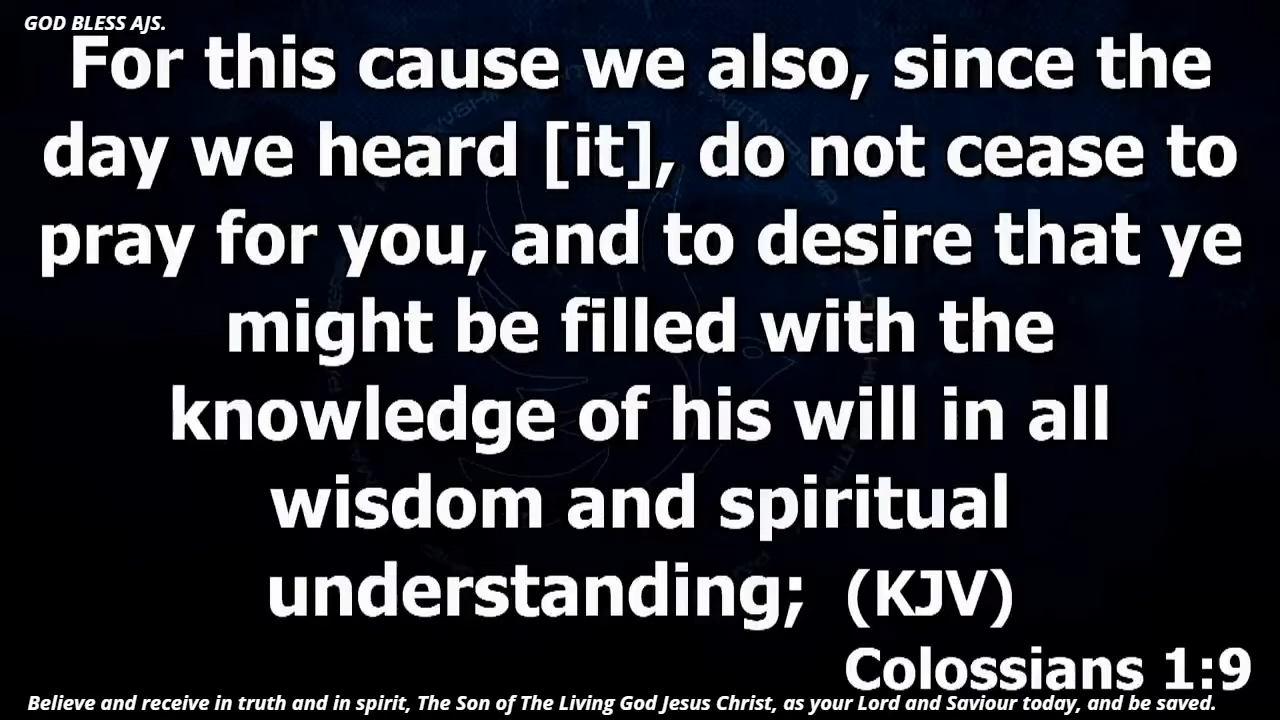 GOD BLESS AJS.
For this cause we also, since the
day we heard [it], do not cease to
pray for you, and to desire that ye
might be filled with the
knowledge of his will in all
wisdom and spiritual
understanding; (KJV)
Colossians 1:9
Believe and receive in truth and in spirit, The Son of The Living God Jesus Christ, as your Lord and Saviour today, and be saved.